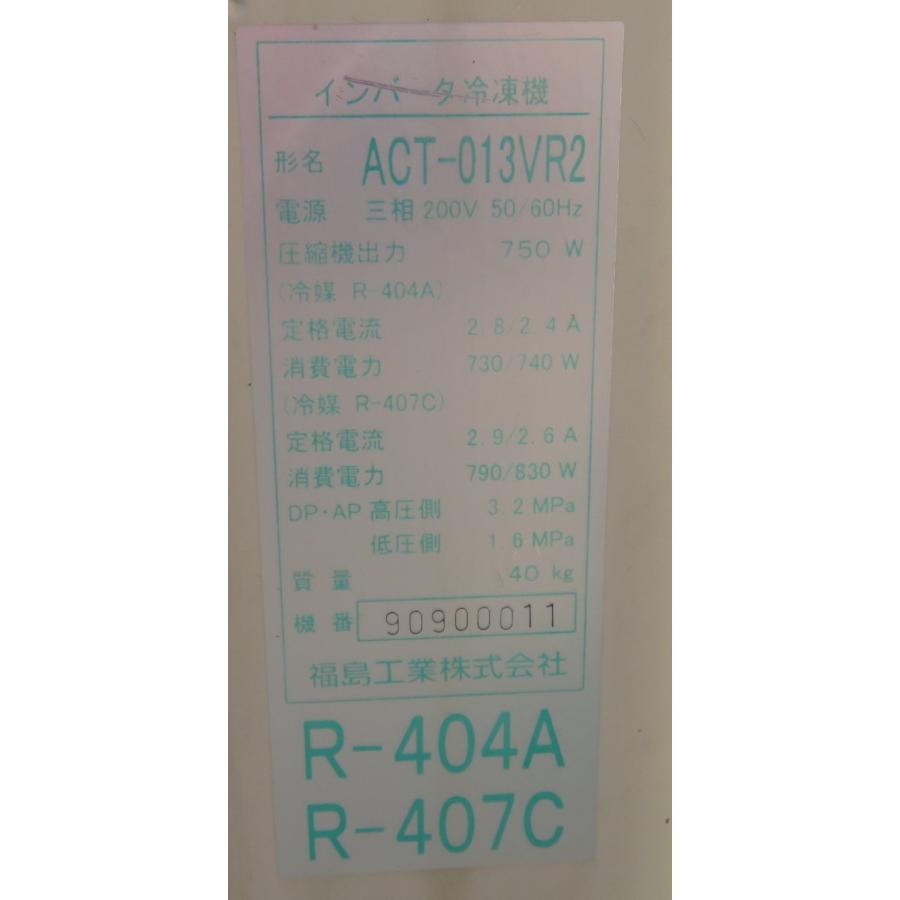 インバータ冷凍機
形名 ACT-013VR2
電源 三相 200V 50/60Hz
圧縮機出力 750 W
(冷媒 R-404A)
定格電流 2.8/2.4 A
消費電力 730/740 W
(冷媒 R-407C)
定格電流 2.9/2.6 A
消費電力 790/830 W
DP・AP 高圧側 3.2 MPa
低圧側 1.6 MPa
質量 40 kg
機番 90900011
福島工業株式会社
R-404A
R-407C